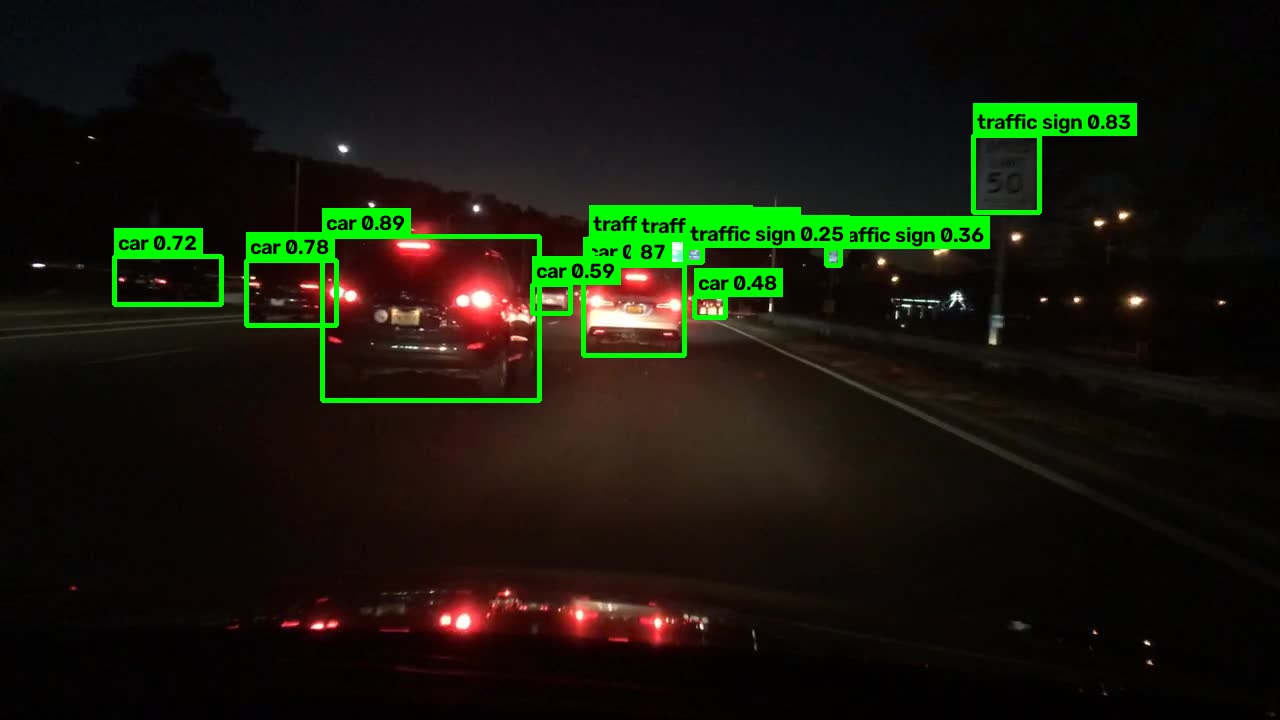 traffic sign 0.83
50
car 0.89
traff
traff
traffic sign 0.25
affic sign 0.36
car 0.72
car 0.78
car 0.87
car 0.59
car 0.48